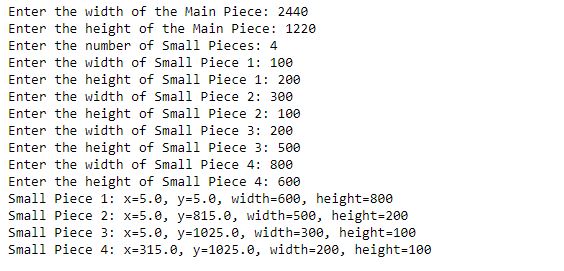 Enter the width of the Main Piece: 2440
Enter the height of the Main Piece: 1220
Enter the number of Small Pieces: 4
Enter the width of Small Piece 1: 100
Enter the height of Small Piece 1: 200
Enter the width of Small Piece 2: 300
Enter the height of Small Piece 2: 100
Enter the width of Small Piece 3: 200
Enter the height of Small Piece 3: 500
Enter the width of Small Piece 4: 800
Enter the height of Small Piece 4: 600
Small Piece 1: x=5.0, y=5.0, width=600, height=800
Small Piece 2: x=5.0, y=815.0, width=500, height=200
Small Piece 3: x=5.0, y=1025.0, width=300, height=100
Small Piece 4: x=315.0, y=1025.0, width=200, height=100